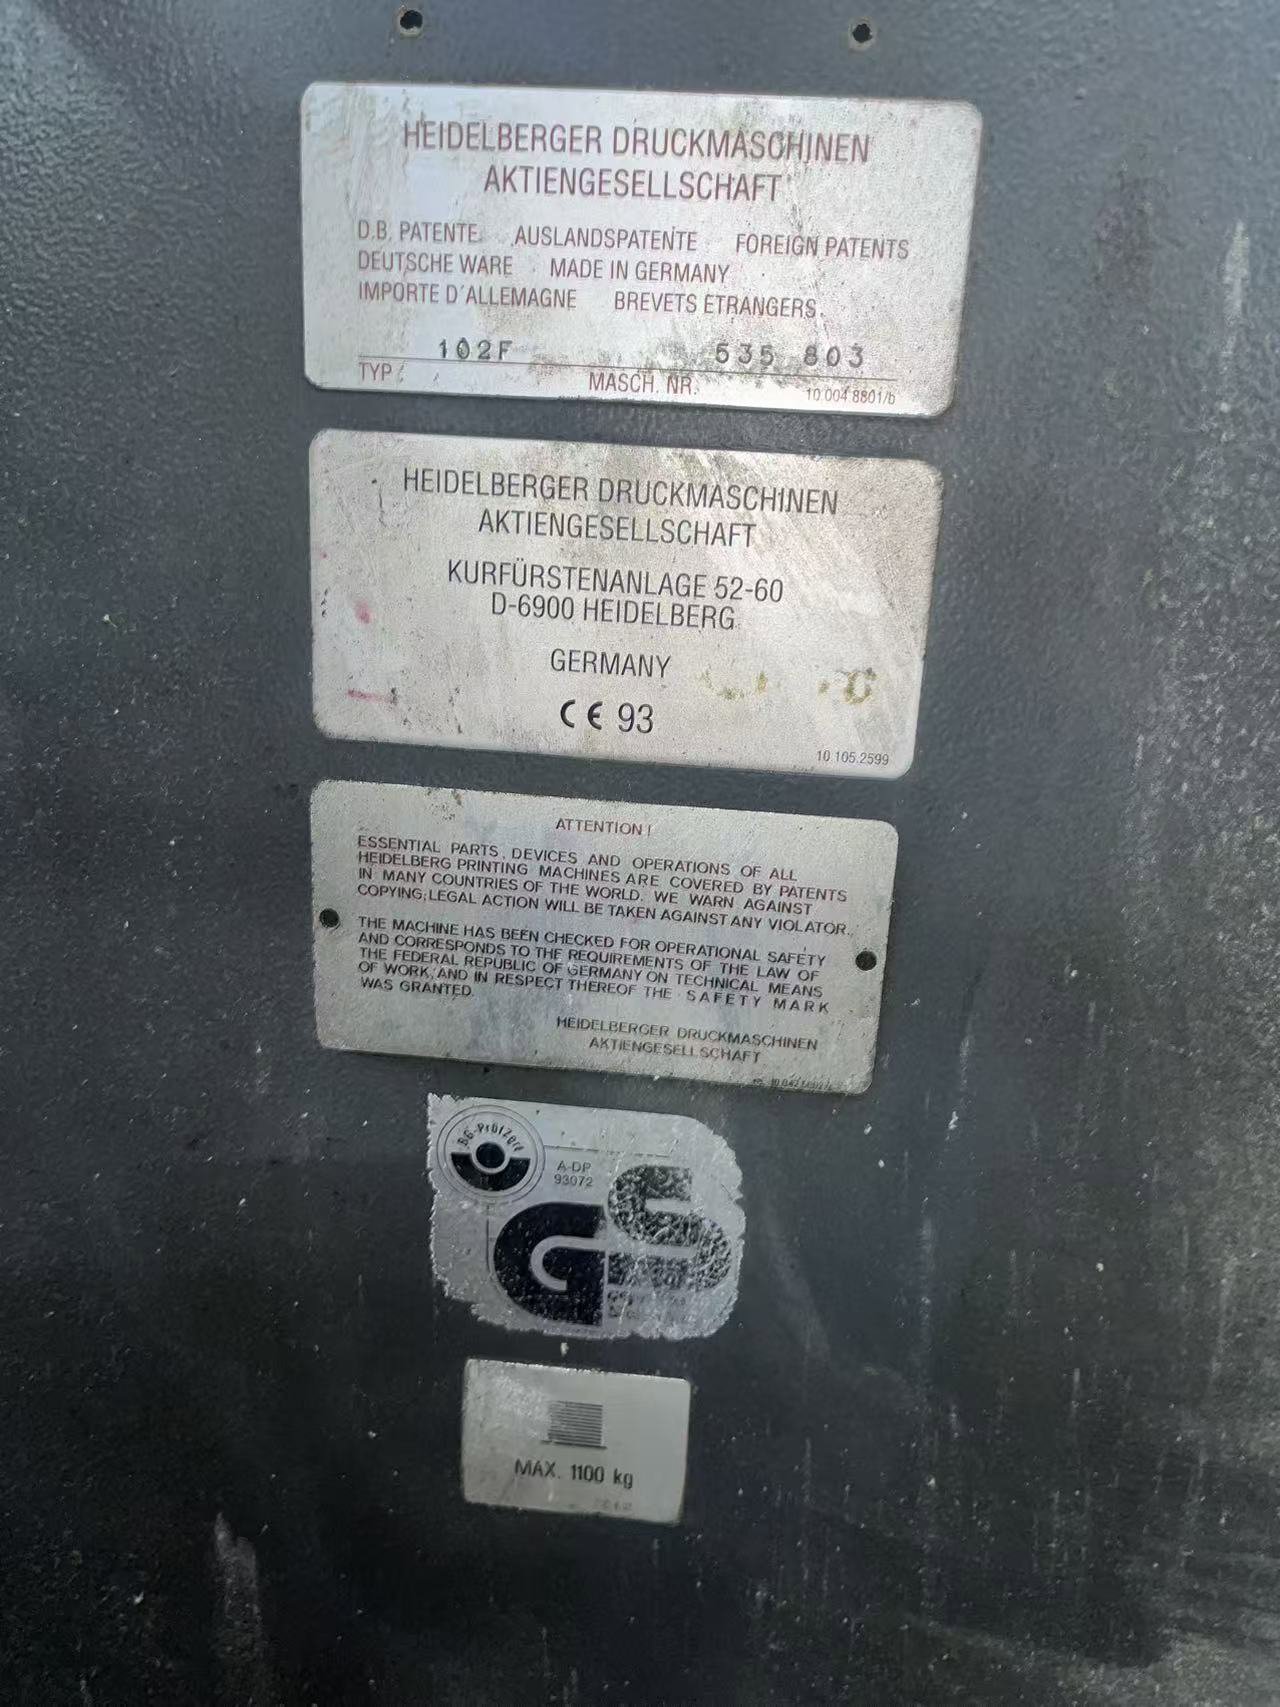 HEIDELBERGER DRUCKMASCHINEN
AKTIENGESELLSCHAFT
D.B. PATENTE AUSLANDSPATENTE FOREIGN PATENTS
DEUTSCHE WARE MADE IN GERMANY
IMPORTE D'ALLEMAGNE BREVETS ETRANGERS
102F 535 803
TYP MASCH. NR. 10.004.8801/b
HEIDELBERGER DRUCKMASCHINEN
AKTIENGESELLSCHAFT
KURFÜRSTENANLAGE 52-60
D-6900 HEIDELBERG
GERMANY
CE 93
10.105.2599
ATTENTION !
ESSENTIAL PARTS, DEVICES AND OPERATIONS OF ALL
HEIDELBERG PRINTING MACHINES ARE COVERED BY PATENTS
IN MANY COUNTRIES OF THE WORLD. WE WARN AGAINST
COPYING; LEGAL ACTION WILL BE TAKEN AGAINST ANY VIOLATOR.
THE MACHINE HAS BEEN CHECKED FOR OPERATIONAL SAFETY
AND CORRESPONDS TO THE REQUIREMENTS OF THE LAW OF
THE FEDERAL REPUBLIC OF GERMANY ON TECHNICAL MEANS
OF WORK, AND IN RESPECT THEREOF THE SAFETY MARK
WAS GRANTED.
HEIDELBERGER DRUCKMASCHINEN
AKTIENGESELLSCHAFT
BG-Prüfzert
A-DP
93072
GS
MAX. 1100 kg